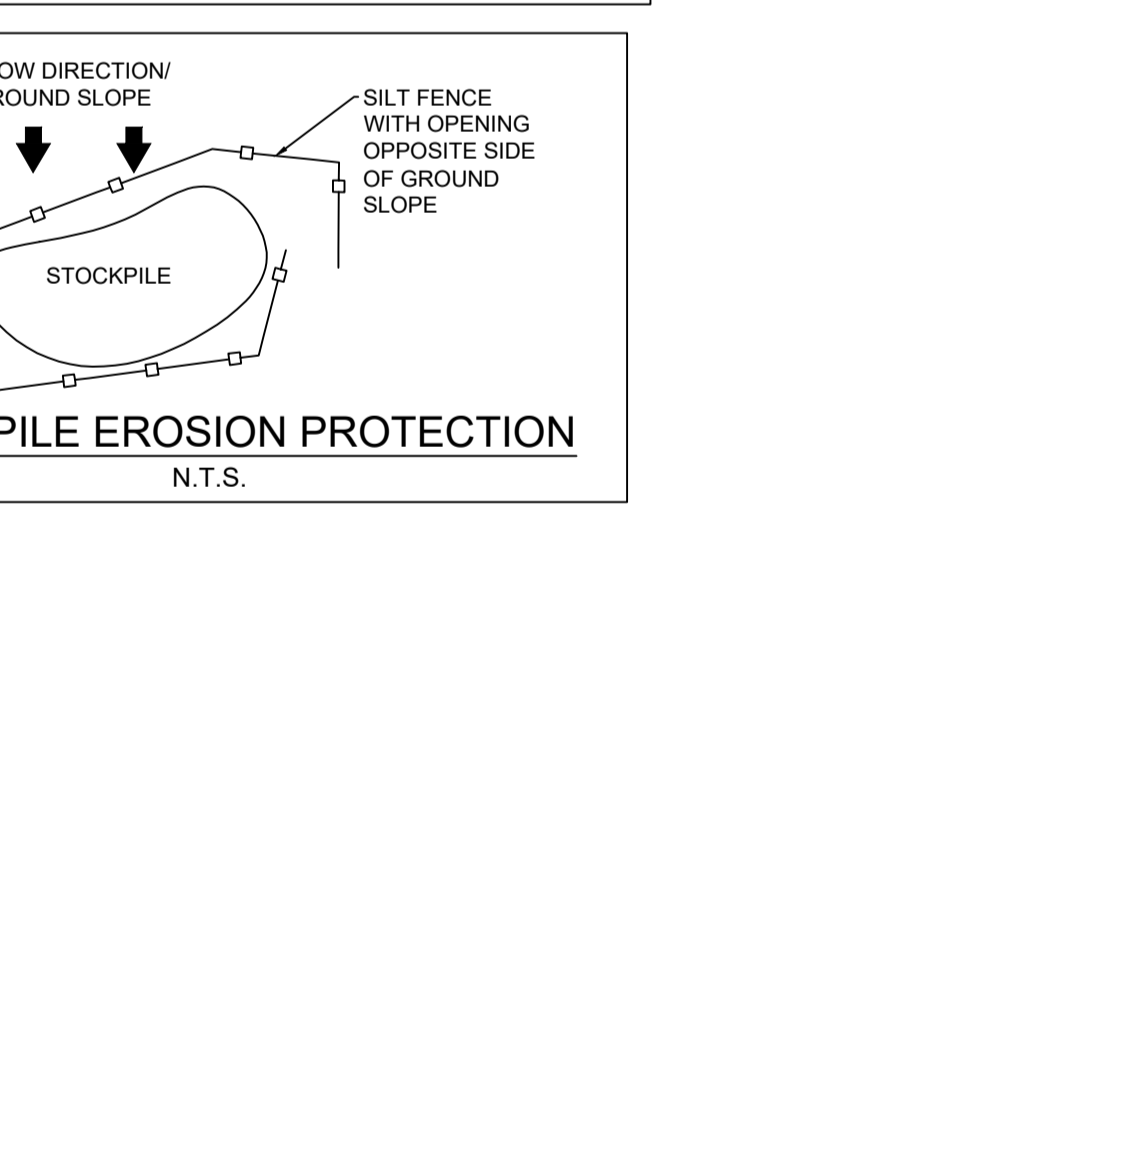 OW DIRECTION/
ROUND SLOPE
SILT FENCE
WITH OPENING
OPPOSITE SIDE
OF GROUND
SLOPE
STOCKPILE
PILE EROSION PROTECTION
N.T.S.